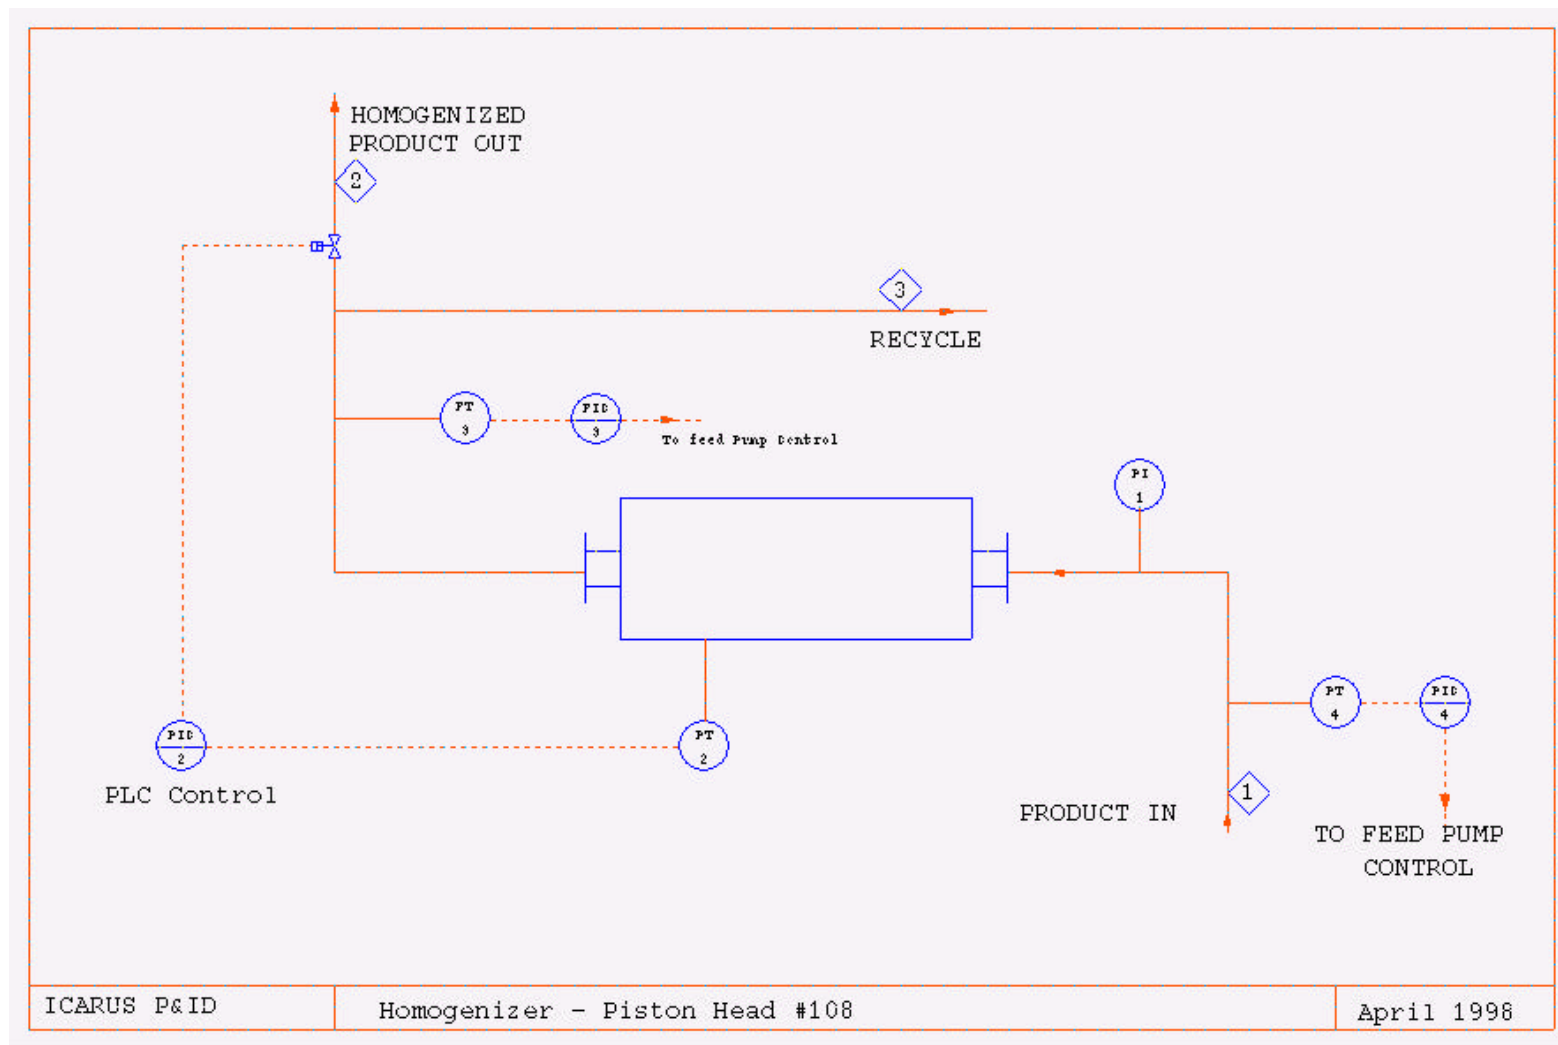 HOMOGENIZED
PRODUCT OUT
2
3
RECYCLE
PT
3
PIC
3
To feed Pump Control
PI
1
PT
4
PIC
4
PIC
2
PT
2
PLC Control
1
PRODUCT IN
TO FEED PUMP
CONTROL
ICARUS P&ID
Homogenizer - Piston Head #108
April 1998